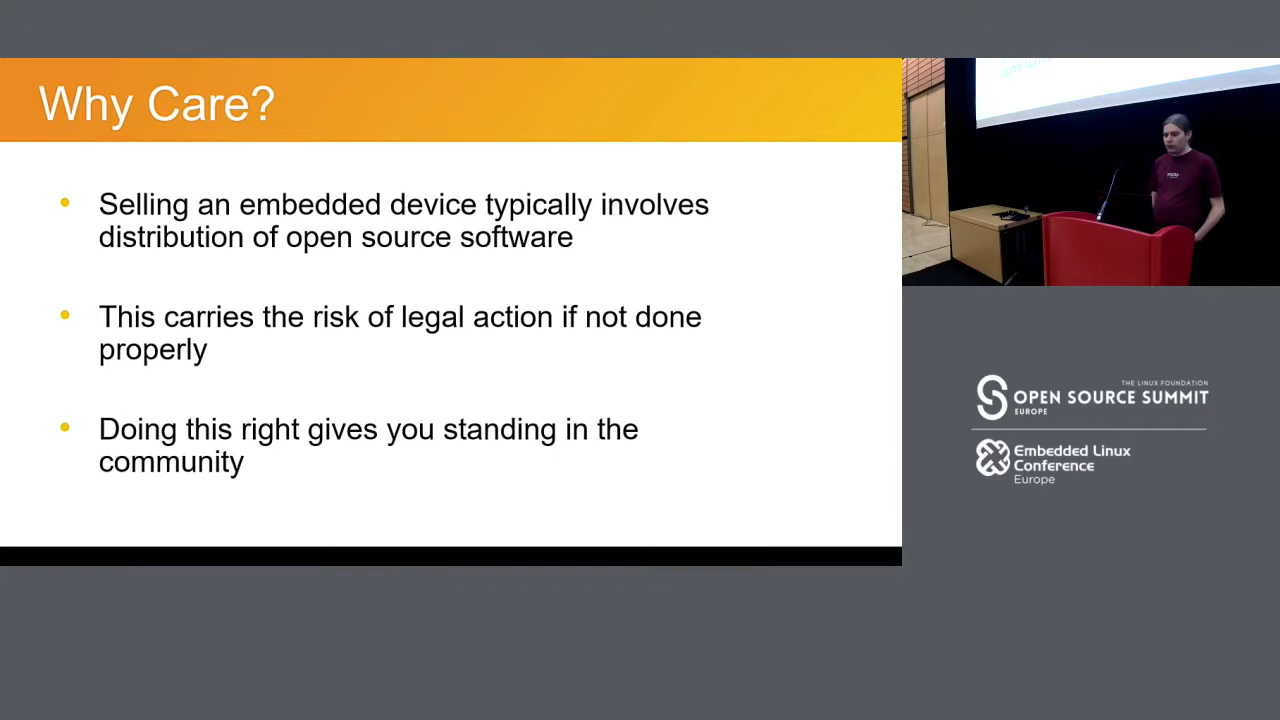 Why Care?
• Selling an embedded device typically involves
distribution of open source software
• This carries the risk of legal action if not done
properly
• Doing this right gives you standing in the
community
THE LINUX FOUNDATION
OPEN SOURCE SUMMIT
EUROPE
Embedded Linux
Conference
Europe